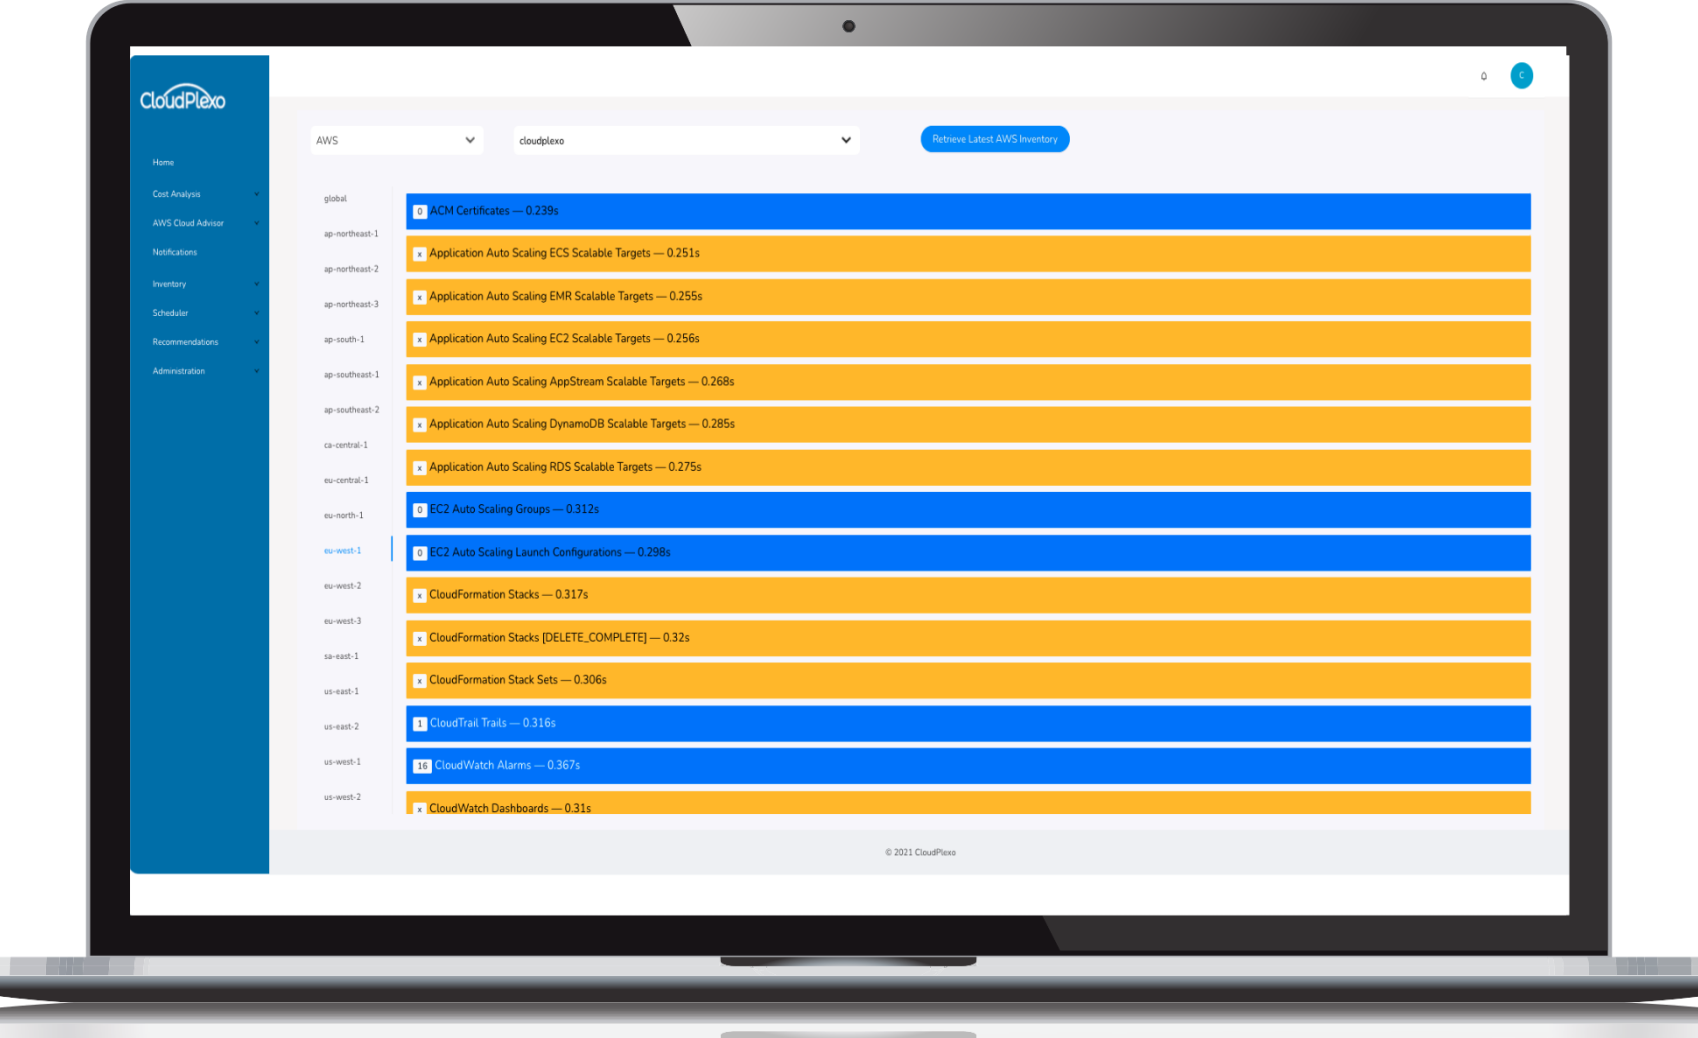 CloudPlexo
C
AWS
cloudplexo
Retrieve Latest AWS Inventory
Home
Cost Analysis
AWS Cloud Advisor
Notifications
Inventory
Scheduler
Recommendations
Administration
global
ap-northeast-1
ap-northeast-2
ap-northeast-3
ap-south-1
ap-southeast-1
ap-southeast-2
ca-central-1
eu-central-1
eu-north-1
eu-west-1
eu-west-2
eu-west-3
sa-east-1
us-east-1
us-east-2
us-west-1
us-west-2
0 ACM Certificates — 0.239s
x Application Auto Scaling ECS Scalable Targets — 0.251s
x Application Auto Scaling EMR Scalable Targets — 0.255s
x Application Auto Scaling EC2 Scalable Targets — 0.256s
x Application Auto Scaling AppStream Scalable Targets — 0.268s
x Application Auto Scaling DynamoDB Scalable Targets — 0.285s
x Application Auto Scaling RDS Scalable Targets — 0.275s
0 EC2 Auto Scaling Groups — 0.312s
0 EC2 Auto Scaling Launch Configurations — 0.298s
x CloudFormation Stacks — 0.317s
x CloudFormation Stacks [DELETE_COMPLETE] — 0.32s
x CloudFormation Stack Sets — 0.306s
1 CloudTrail Trails — 0.316s
16 CloudWatch Alarms — 0.367s
x CloudWatch Dashboards — 0.31s
© 2021 CloudPlexo